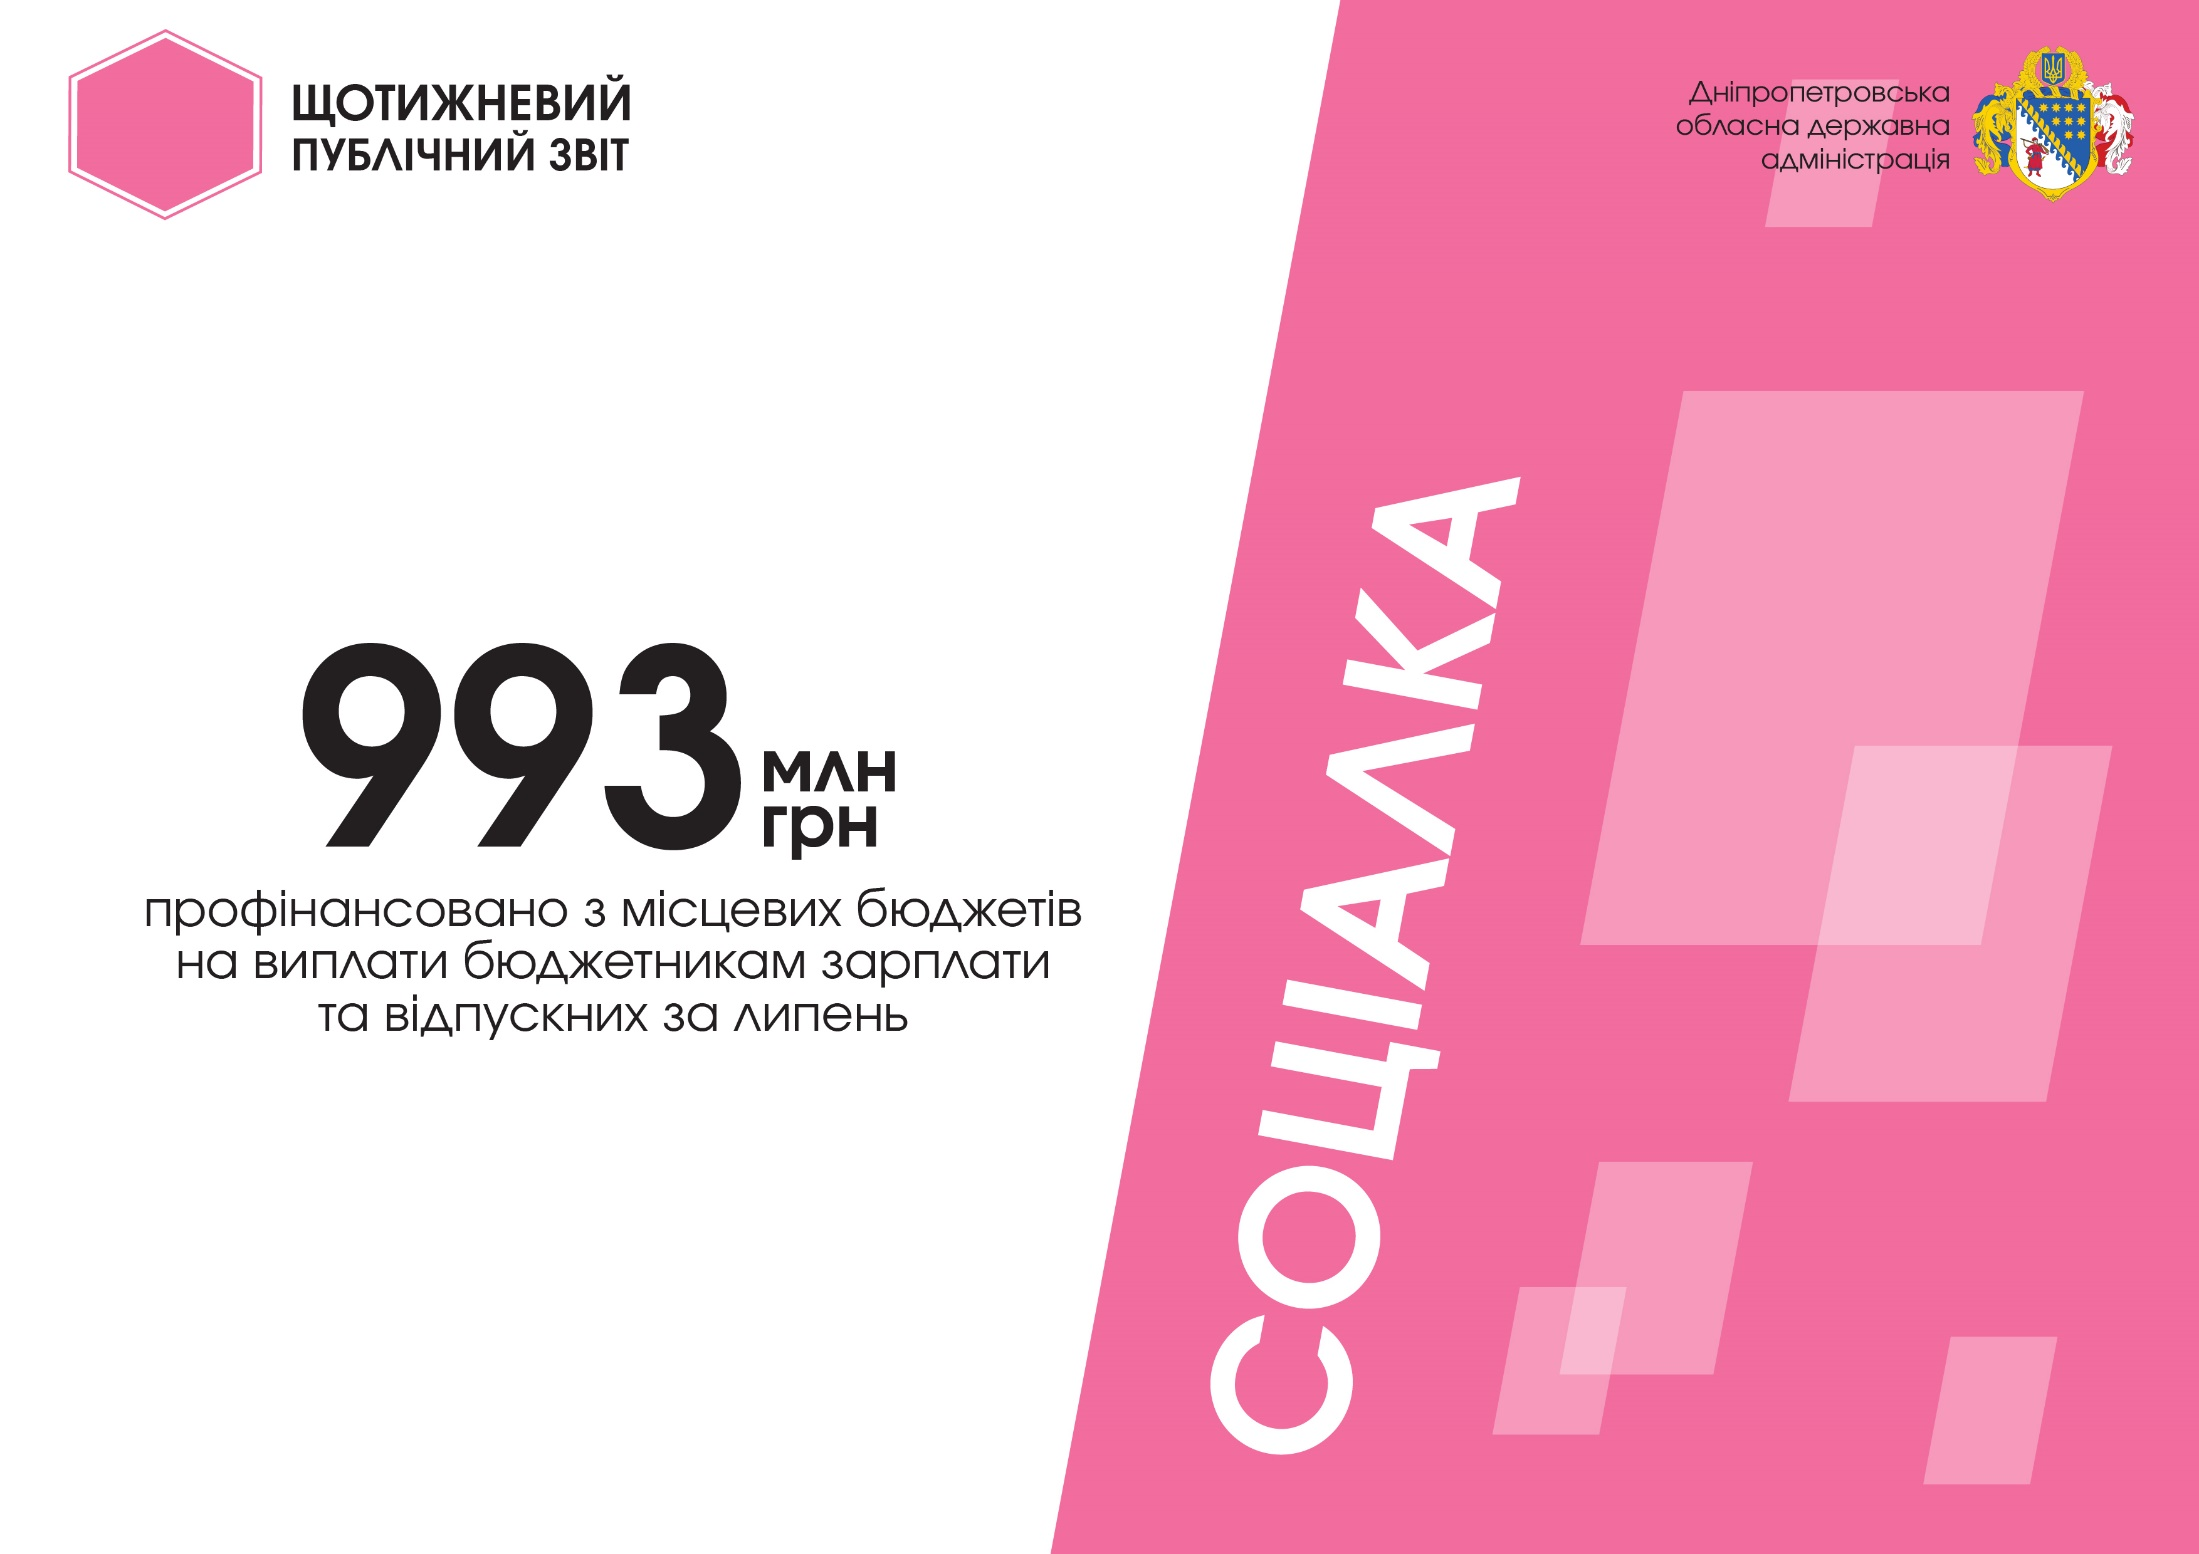 ЩОТИЖНЕВИЙ
ПУБЛІЧНИЙ ЗВІТ
Дніпропетровська
обласна державна
адміністрація
993 млн
грн
профінансовано з місцевих бюджетів
на виплати бюджетникам зарплати
та відпускних за липень
СОЦІАЛКА